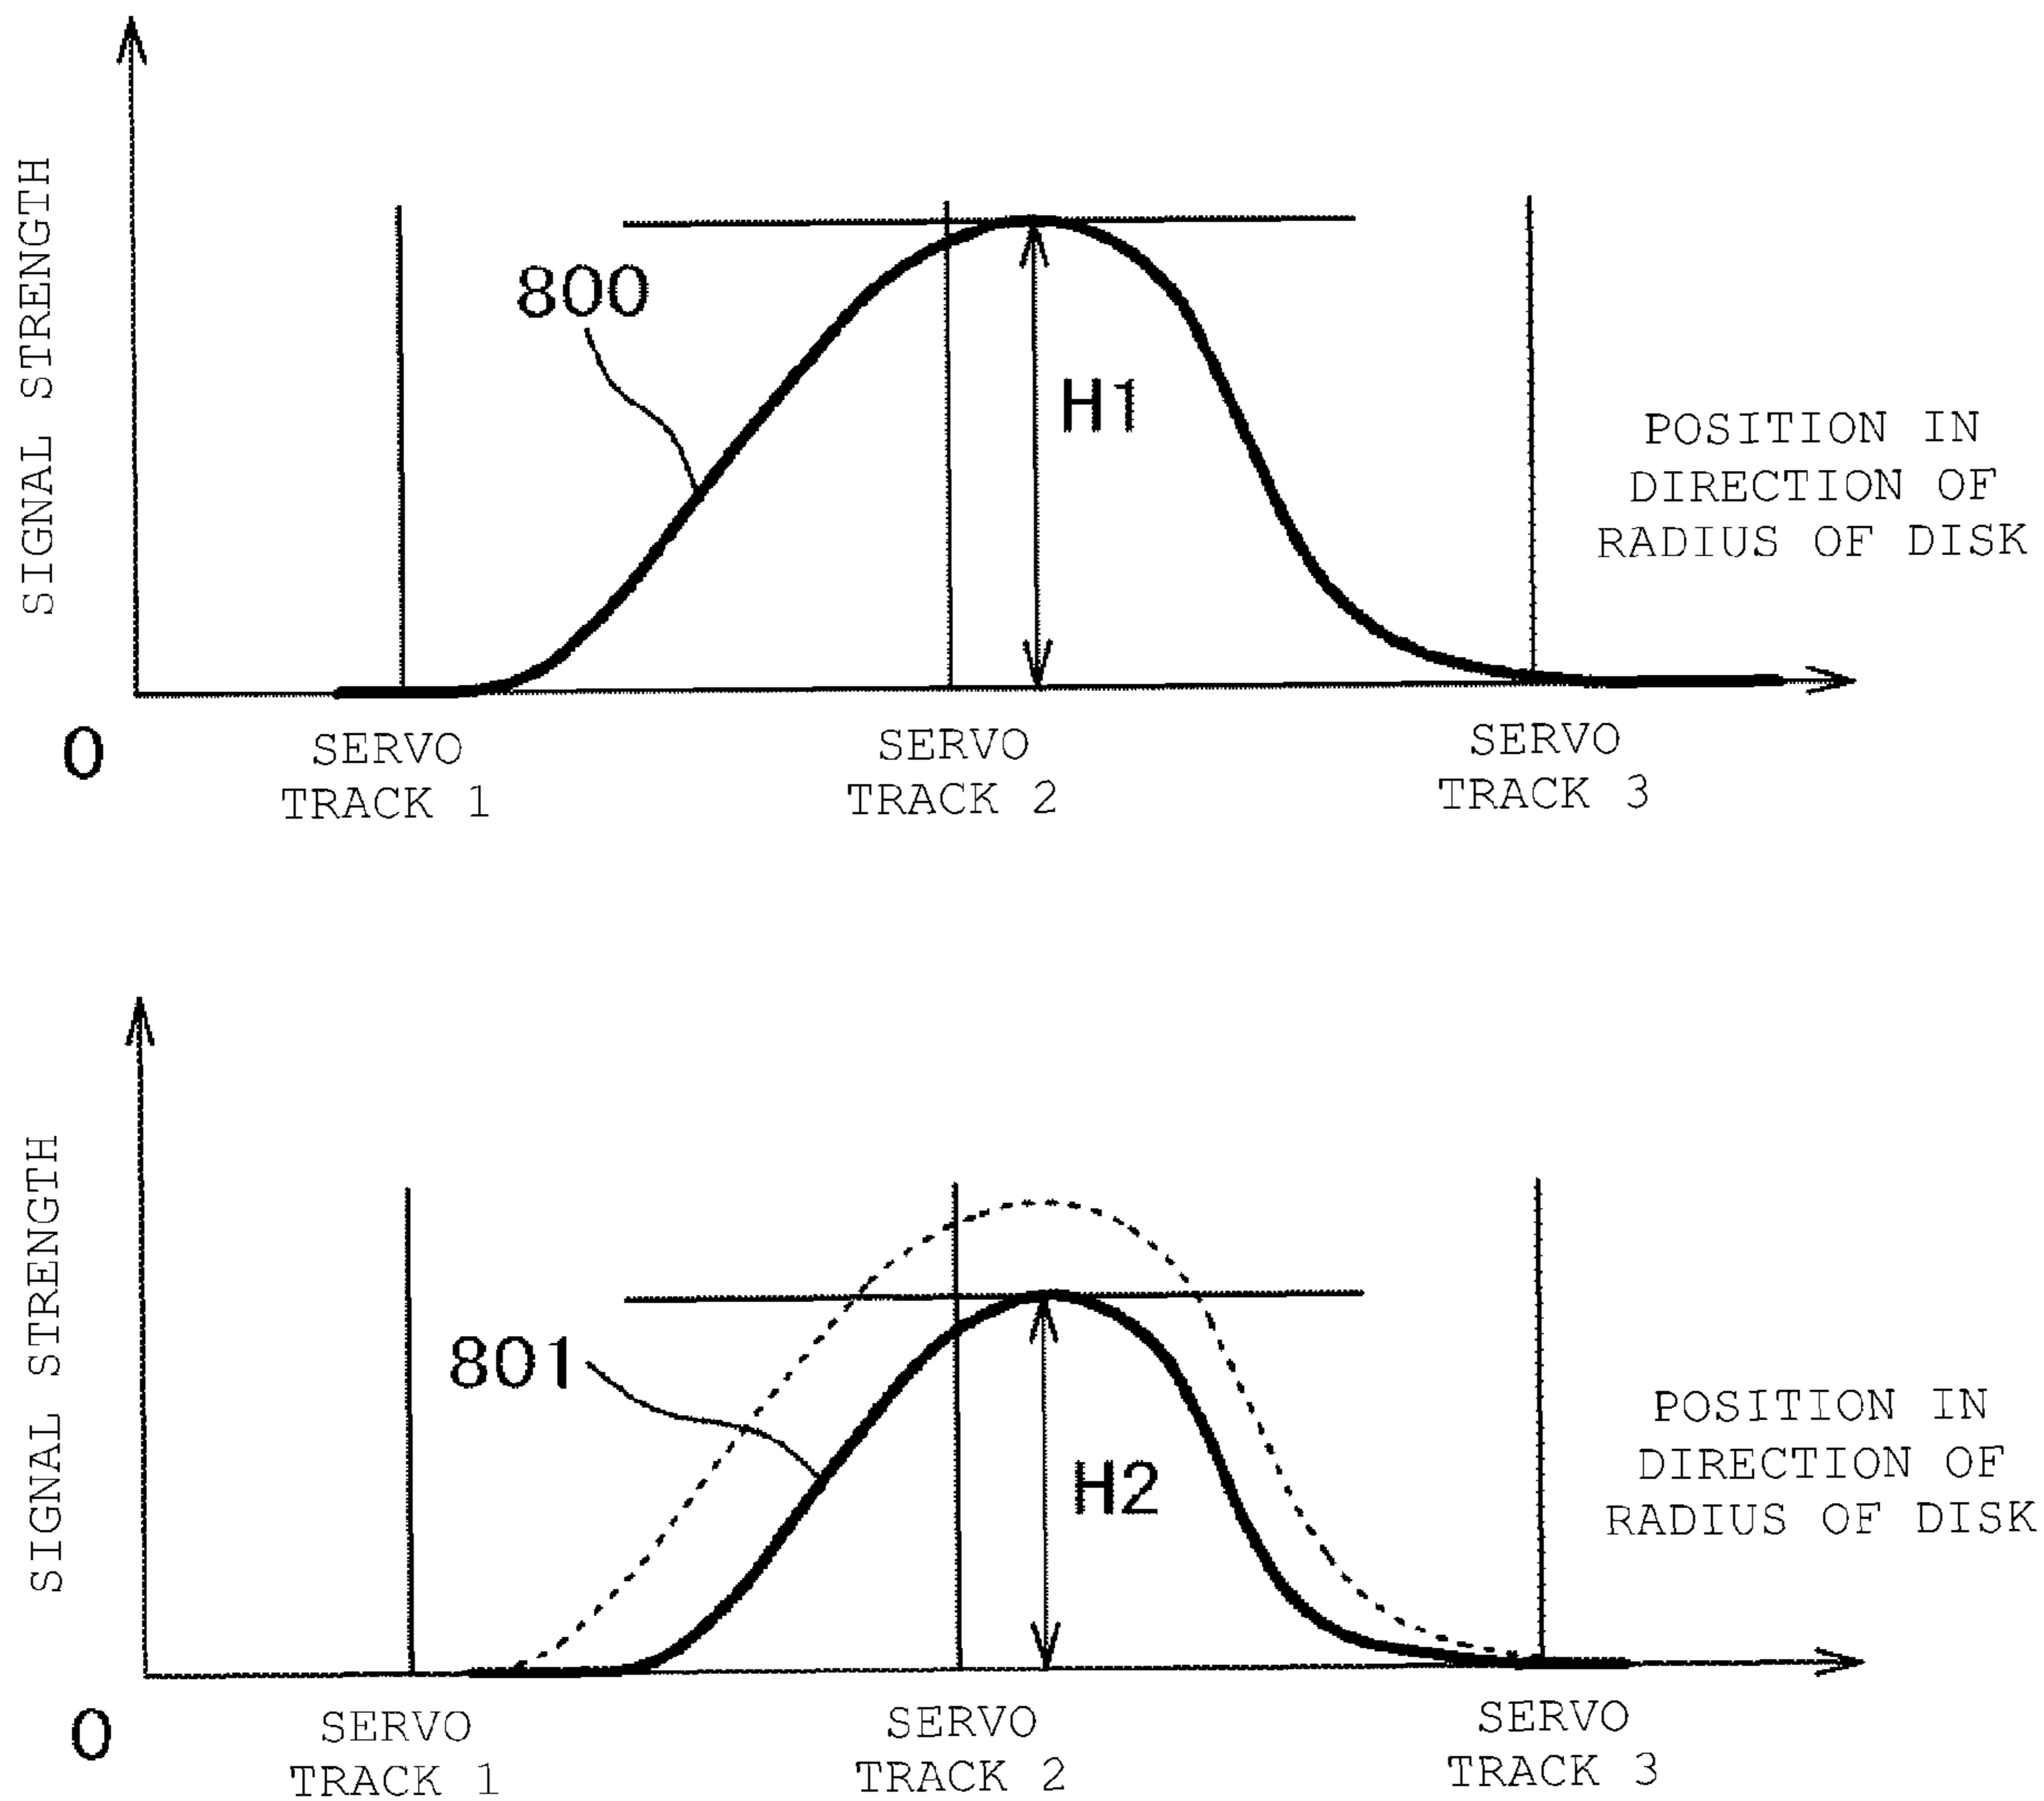 SIGNAL STRENGTH
800
H1
POSITION IN
DIRECTION OF
RADIUS OF DISK
0
SERVO
TRACK 1
SERVO
TRACK 2
SERVO
TRACK 3
SIGNAL STRENGTH
801
H2
POSITION IN
DIRECTION OF
RADIUS OF DISK
0
SERVO
TRACK 1
SERVO
TRACK 2
SERVO
TRACK 3